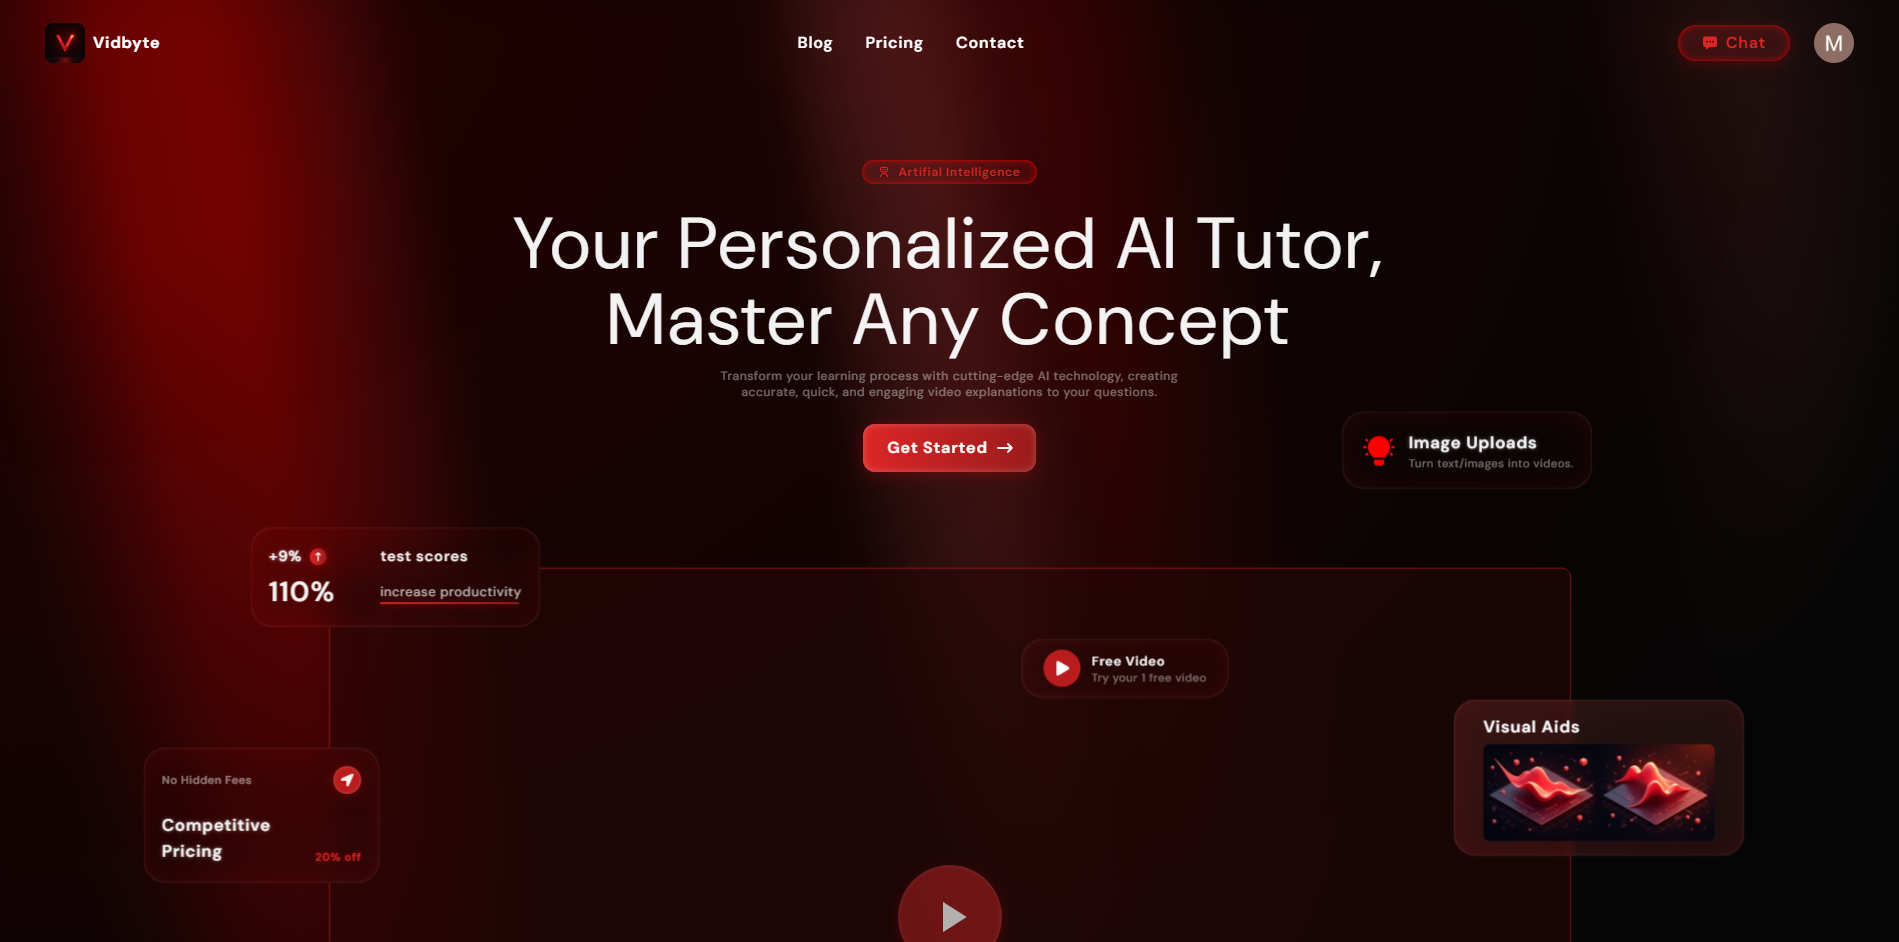 Vidbyte
Blog
Pricing
Contact
Chat
M
Artifial Intelligence
Your Personalized AI Tutor,
Master Any Concept
Transform your learning process with cutting-edge AI technology, creating
accurate, quick, and engaging video explanations to your questions.
Get Started →
Image Uploads
Turn text/images into videos.
+9% ↑ test scores
110% increase productivity
Free Video
Try your 1 free video
Visual Aids
No Hidden Fees
Competitive
Pricing
20% off